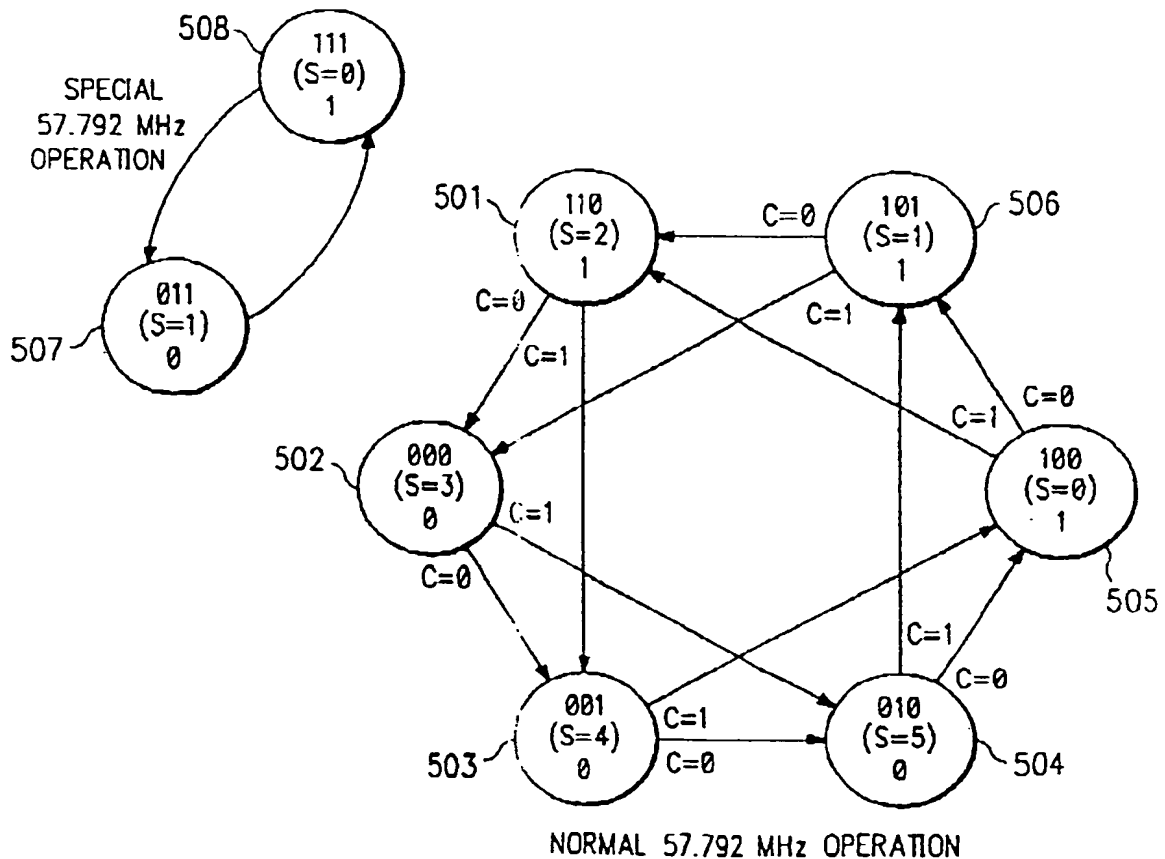 508
111
(S=0)
1
SPECIAL
57.792 MHz
OPERATION
011
(S=1)
0
507
501
110
(S=2)
1
C=0
101
(S=1)
1
506
C=0
C=1
C=1
502
000
(S=3)
0
C=1
C=0
C=1
C=0
100
(S=0)
1
505
503
001
(S=4)
0
C=1
C=0
C=1
C=0
010
(S=5)
0
504
NORMAL 57.792 MHz OPERATION